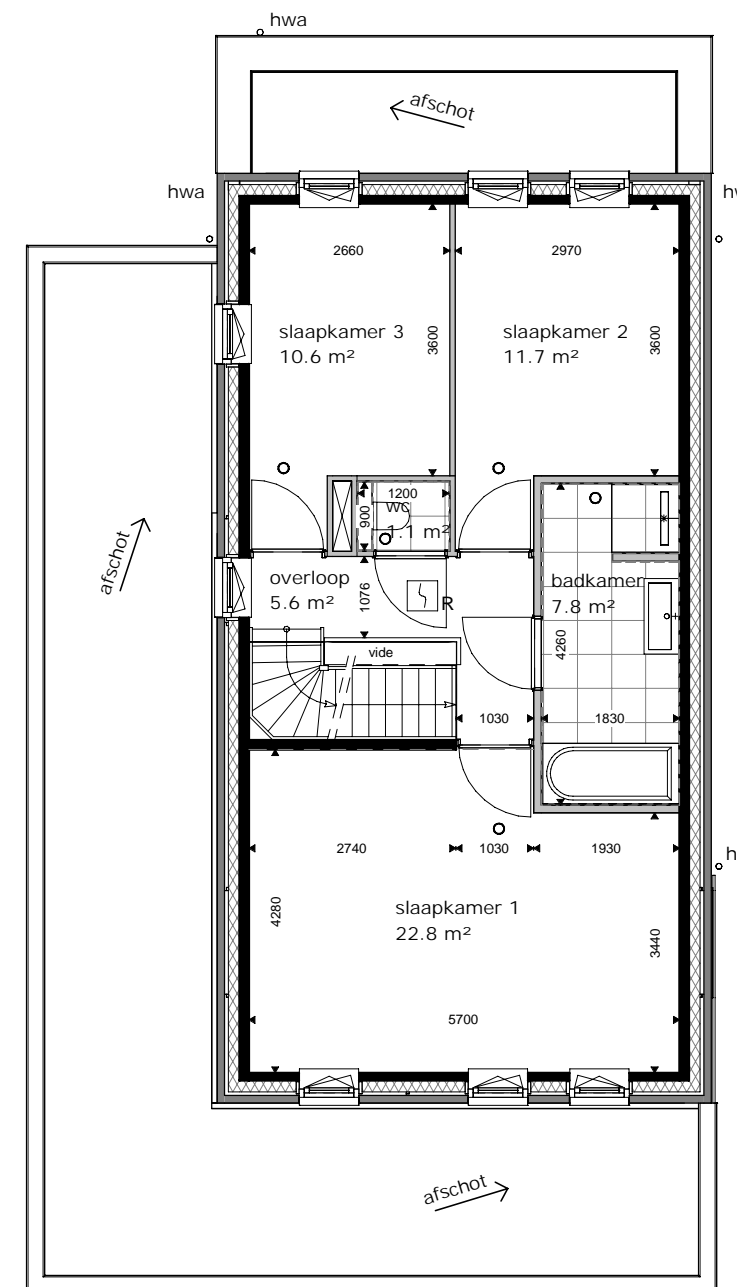 hwa
afschot
hwa
2660
2970
slaapkamer 3
10.6 m²
3600
slaapkamer 2
11.7 m²
3600
1200
900
WC
1.1 m²
afschot
overloop
5.6 m²
1076
R
badkamer
7.8 m²
4260
vide
1030
1830
2740
1030
1930
4280
slaapkamer 1
22.8 m²
3440
5700
afschot